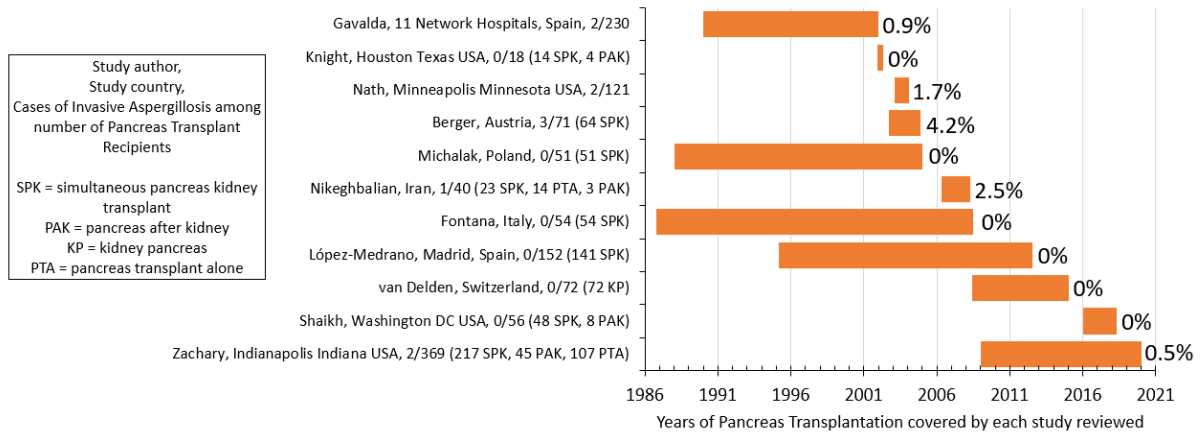 Study author,
Study country,
Cases of Invasive Aspergillosis among
number of Pancreas Transplant
Recipients
SPK = simultaneous pancreas kidney
transplant
PAK = pancreas after kidney
KP = kidney pancreas
PTA = pancreas transplant alone
Gavalda, 11 Network Hospitals, Spain, 2/230
0.9%
Knight, Houston Texas USA, 0/18 (14 SPK, 4 PAK)
0%
Nath, Minneapolis Minnesota USA, 2/121
1.7%
Berger, Austria, 3/71 (64 SPK)
4.2%
Michalak, Poland, 0/51 (51 SPK)
0%
Nikeghbalian, Iran, 1/40 (23 SPK, 14 PTA, 3 PAK)
2.5%
Fontana, Italy, 0/54 (54 SPK)
0%
López-Medrano, Madrid, Spain, 0/152 (141 SPK)
0%
van Delden, Switzerland, 0/72 (72 KP)
0%
Shaikh, Washington DC USA, 0/56 (48 SPK, 8 PAK)
0%
Zachary, Indianapolis Indiana USA, 2/369 (217 SPK, 45 PAK, 107 PTA)
0.5%
1986 1991 1996 2001 2006 2011 2016 2021
Years of Pancreas Transplantation covered by each study reviewed